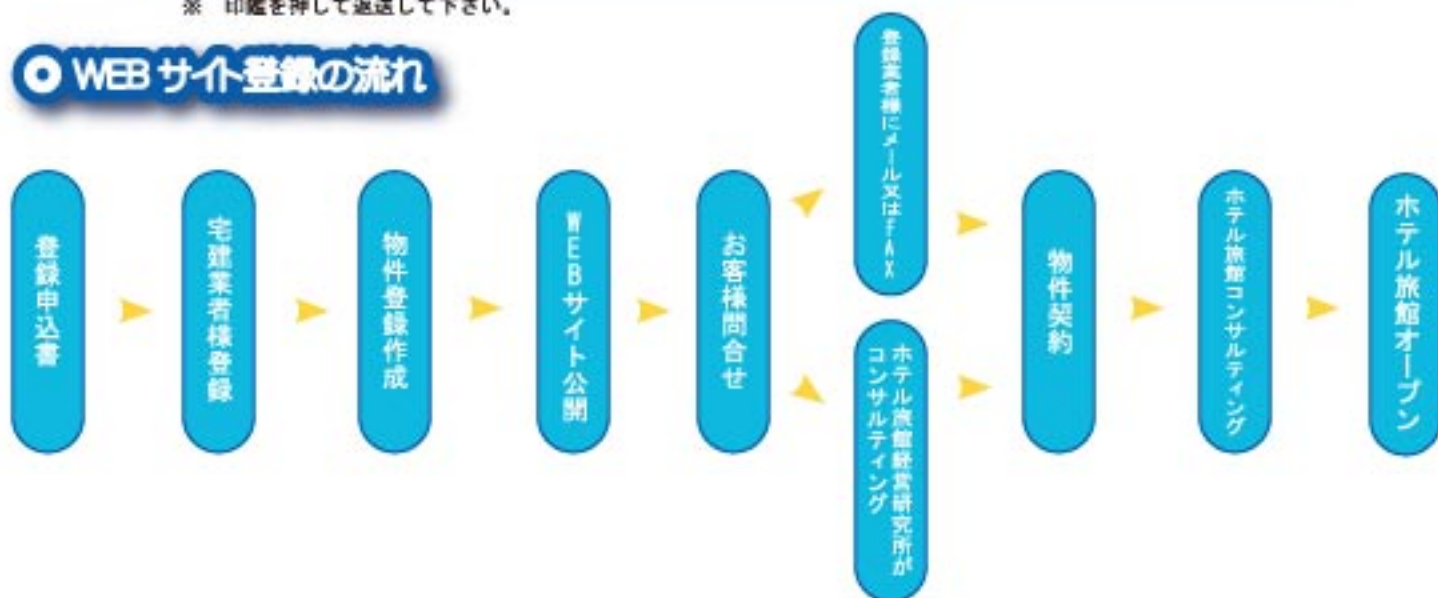 ※ 印鑑を押して返送して下さい。
WEBサイト登録の流れ
登録申込書
宅建業者様登録
物件登録作成
WEBサイト公開
お客様問合せ
登録業者様にメール又はFAX
ホテル旅館経営研究所が
コンサルティング
物件契約
ホテル旅館コンサルティング
ホテル旅館オープン